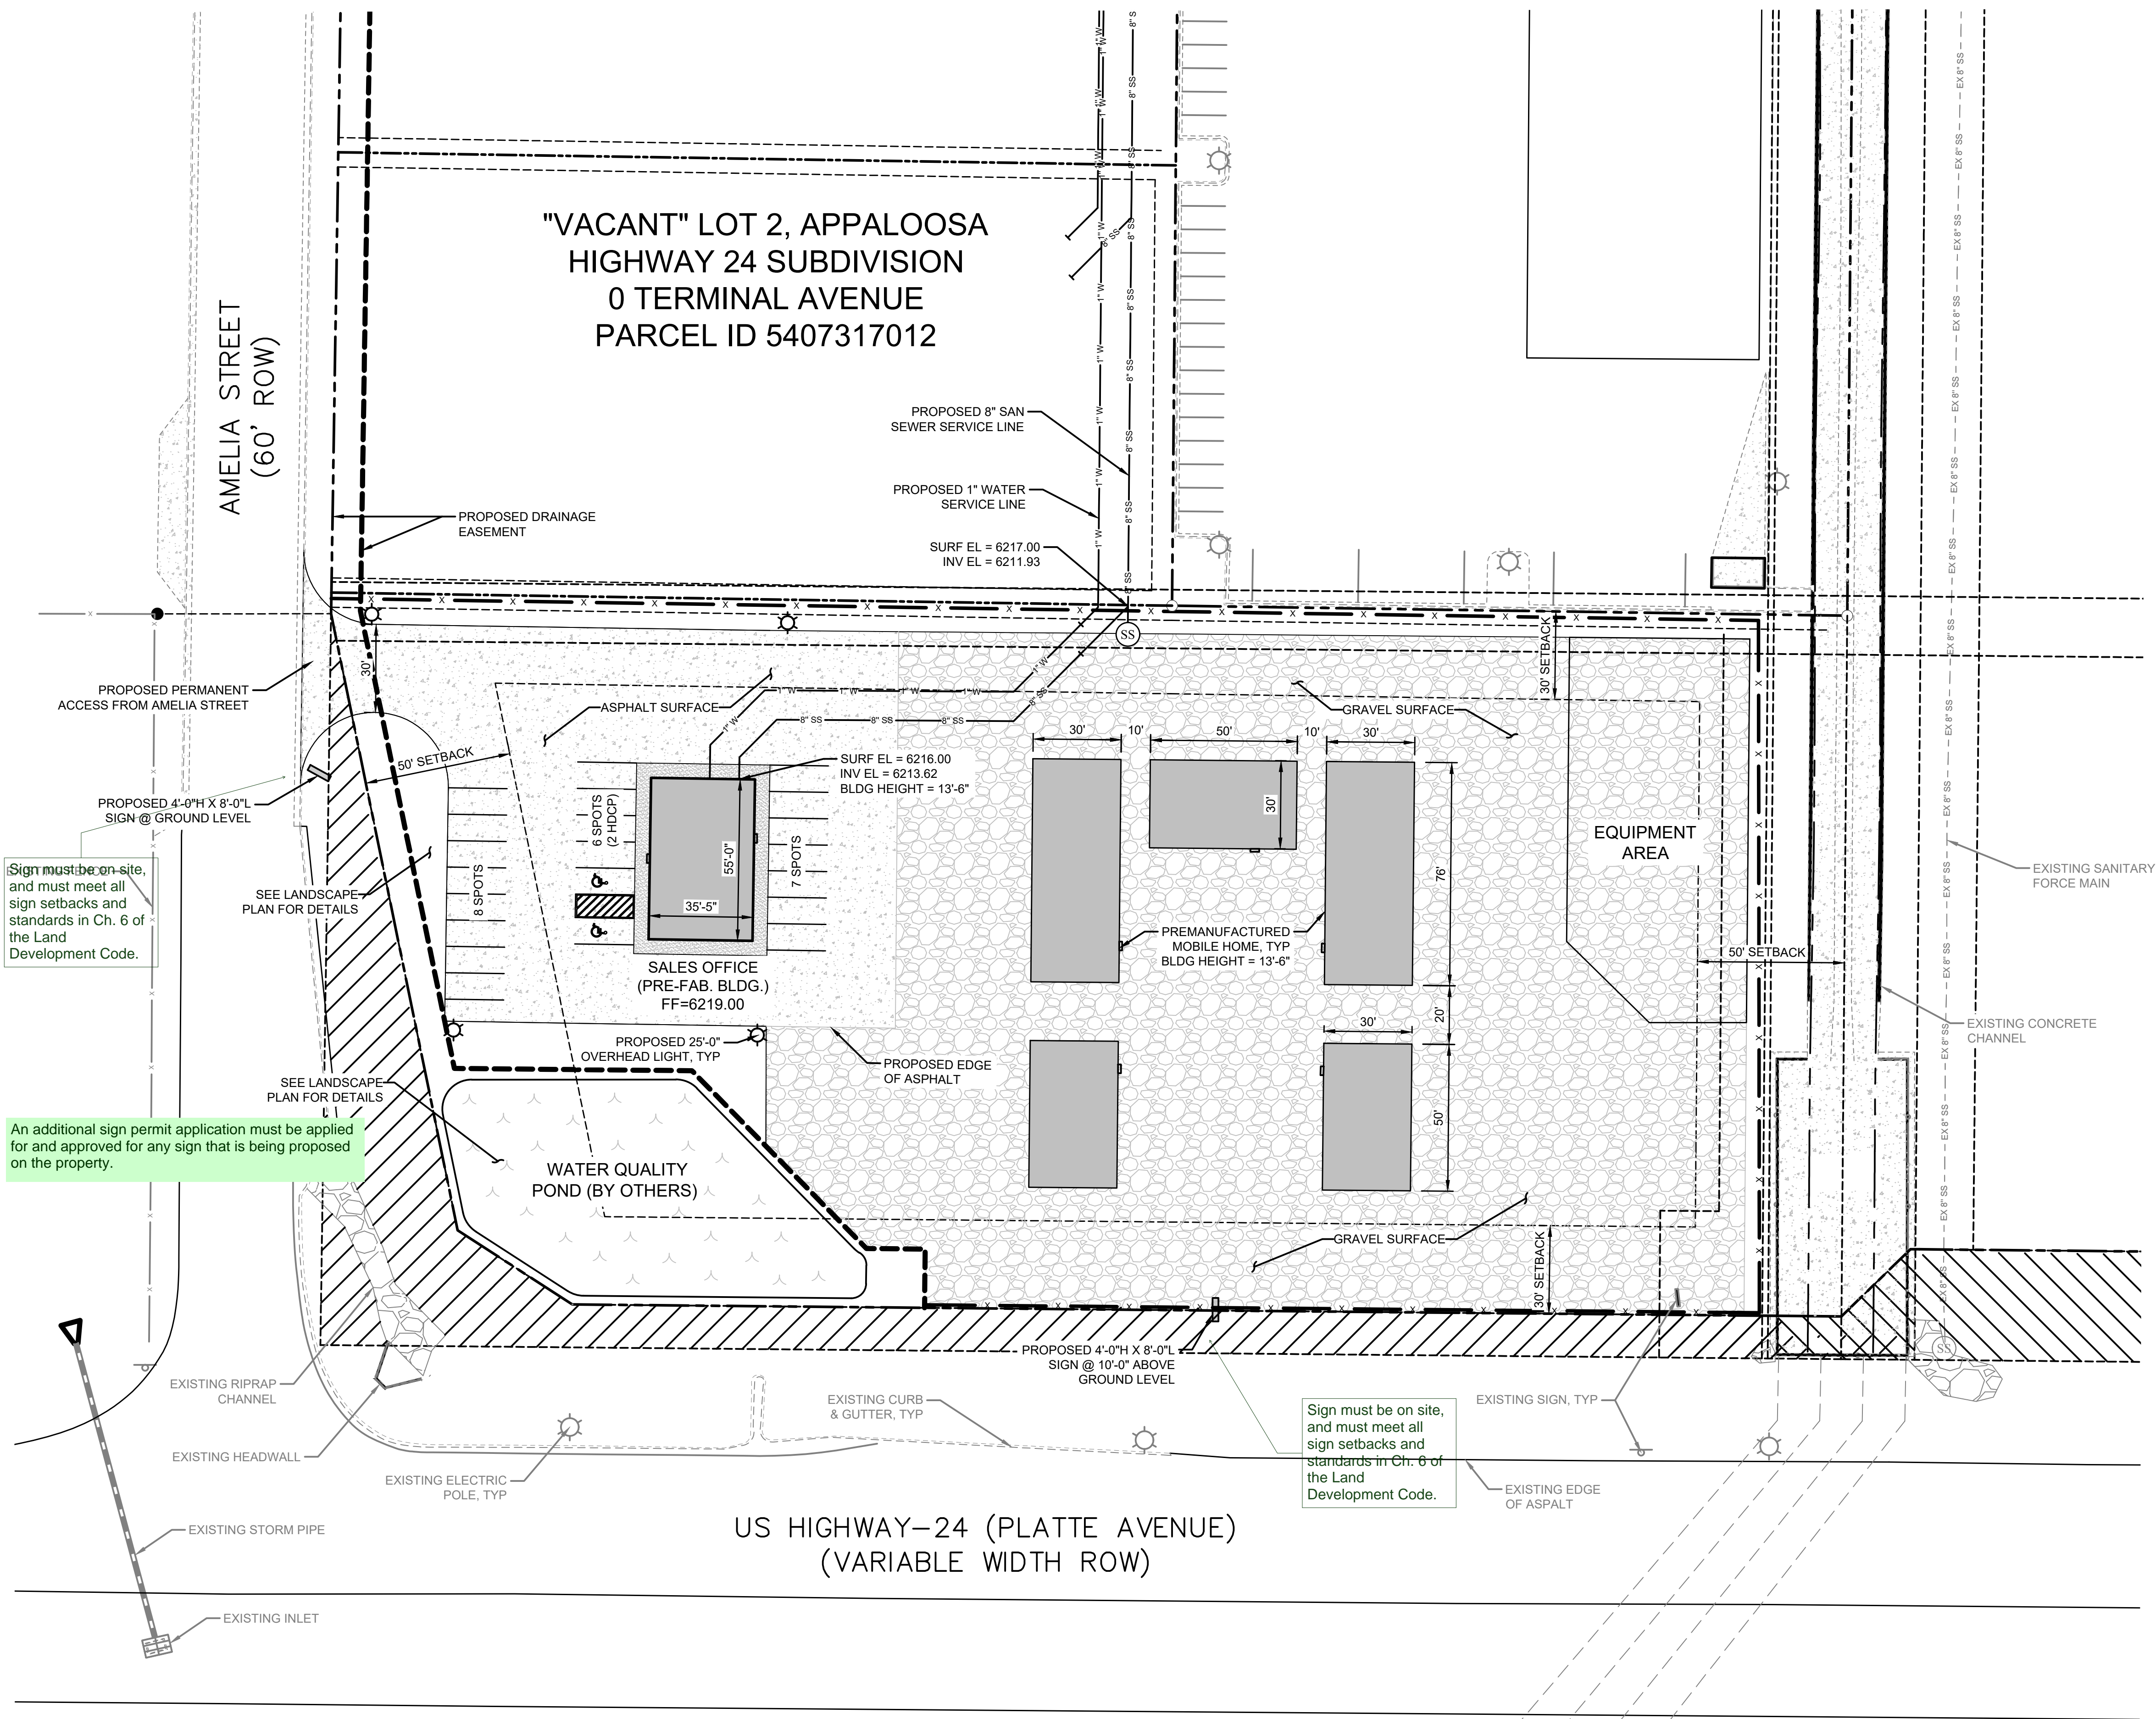 "VACANT" LOT 2, APPALOOSA
HIGHWAY 24 SUBDIVISION
0 TERMINAL AVENUE
PARCEL ID 5407317012
AMELIA STREET
(60' ROW)
PROPOSED 8" SAN
SEWER SERVICE LINE
PROPOSED 1" WATER
SERVICE LINE
SURF EL = 6217.00
INV EL = 6211.93
PROPOSED DRAINAGE
EASEMENT
PROPOSED PERMANENT
ACCESS FROM AMELIA STREET
30'
50' SETBACK
ASPHALT SURFACE
SS
1" W
8" SS
EX 8" SS
30' SETBACK
GRAVEL SURFACE
30'
10'
50'
10'
30'
SURF EL = 6216.00
INV EL = 6213.62
BLDG HEIGHT = 13'-6"
PROPOSED 4'-0"H X 8'-0"L
SIGN @ GROUND LEVEL
6 SPOTS
(2 HDCP)
55'-0"
35'-5"
7 SPOTS
8 SPOTS
30'
76'
EQUIPMENT
AREA
Sign must be on site,
and must meet all
sign setbacks and
standards in Ch. 6 of
the Land
Development Code.
SEE LANDSCAPE
PLAN FOR DETAILS
EXISTING SANITARY
FORCE MAIN
PREMANUFACTURED
MOBILE HOME, TYP
BLDG HEIGHT = 13'-6"
50' SETBACK
SALES OFFICE
(PRE-FAB. BLDG.)
FF=6219.00
20'
30'
EXISTING CONCRETE
CHANNEL
PROPOSED 25'-0"
OVERHEAD LIGHT, TYP
PROPOSED EDGE
OF ASPHALT
SEE LANDSCAPE
PLAN FOR DETAILS
50'
An additional sign permit application must be applied
for and approved for any sign that is being proposed
on the property.
WATER QUALITY
POND (BY OTHERS)
GRAVEL SURFACE
30' SETBACK
PROPOSED 4'-0"H X 8'-0"L
SIGN @ 10'-0" ABOVE
GROUND LEVEL
SS
EXISTING RIPRAP
CHANNEL
EXISTING CURB
& GUTTER, TYP
EXISTING SIGN, TYP
Sign must be on site,
and must meet all
sign setbacks and
standards in Ch. 6 of
the Land
Development Code.
EXISTING HEADWALL
EXISTING ELECTRIC
POLE, TYP
EXISTING EDGE
OF ASPALT
EXISTING STORM PIPE
US HIGHWAY-24 (PLATTE AVENUE)
(VARIABLE WIDTH ROW)
EXISTING INLET